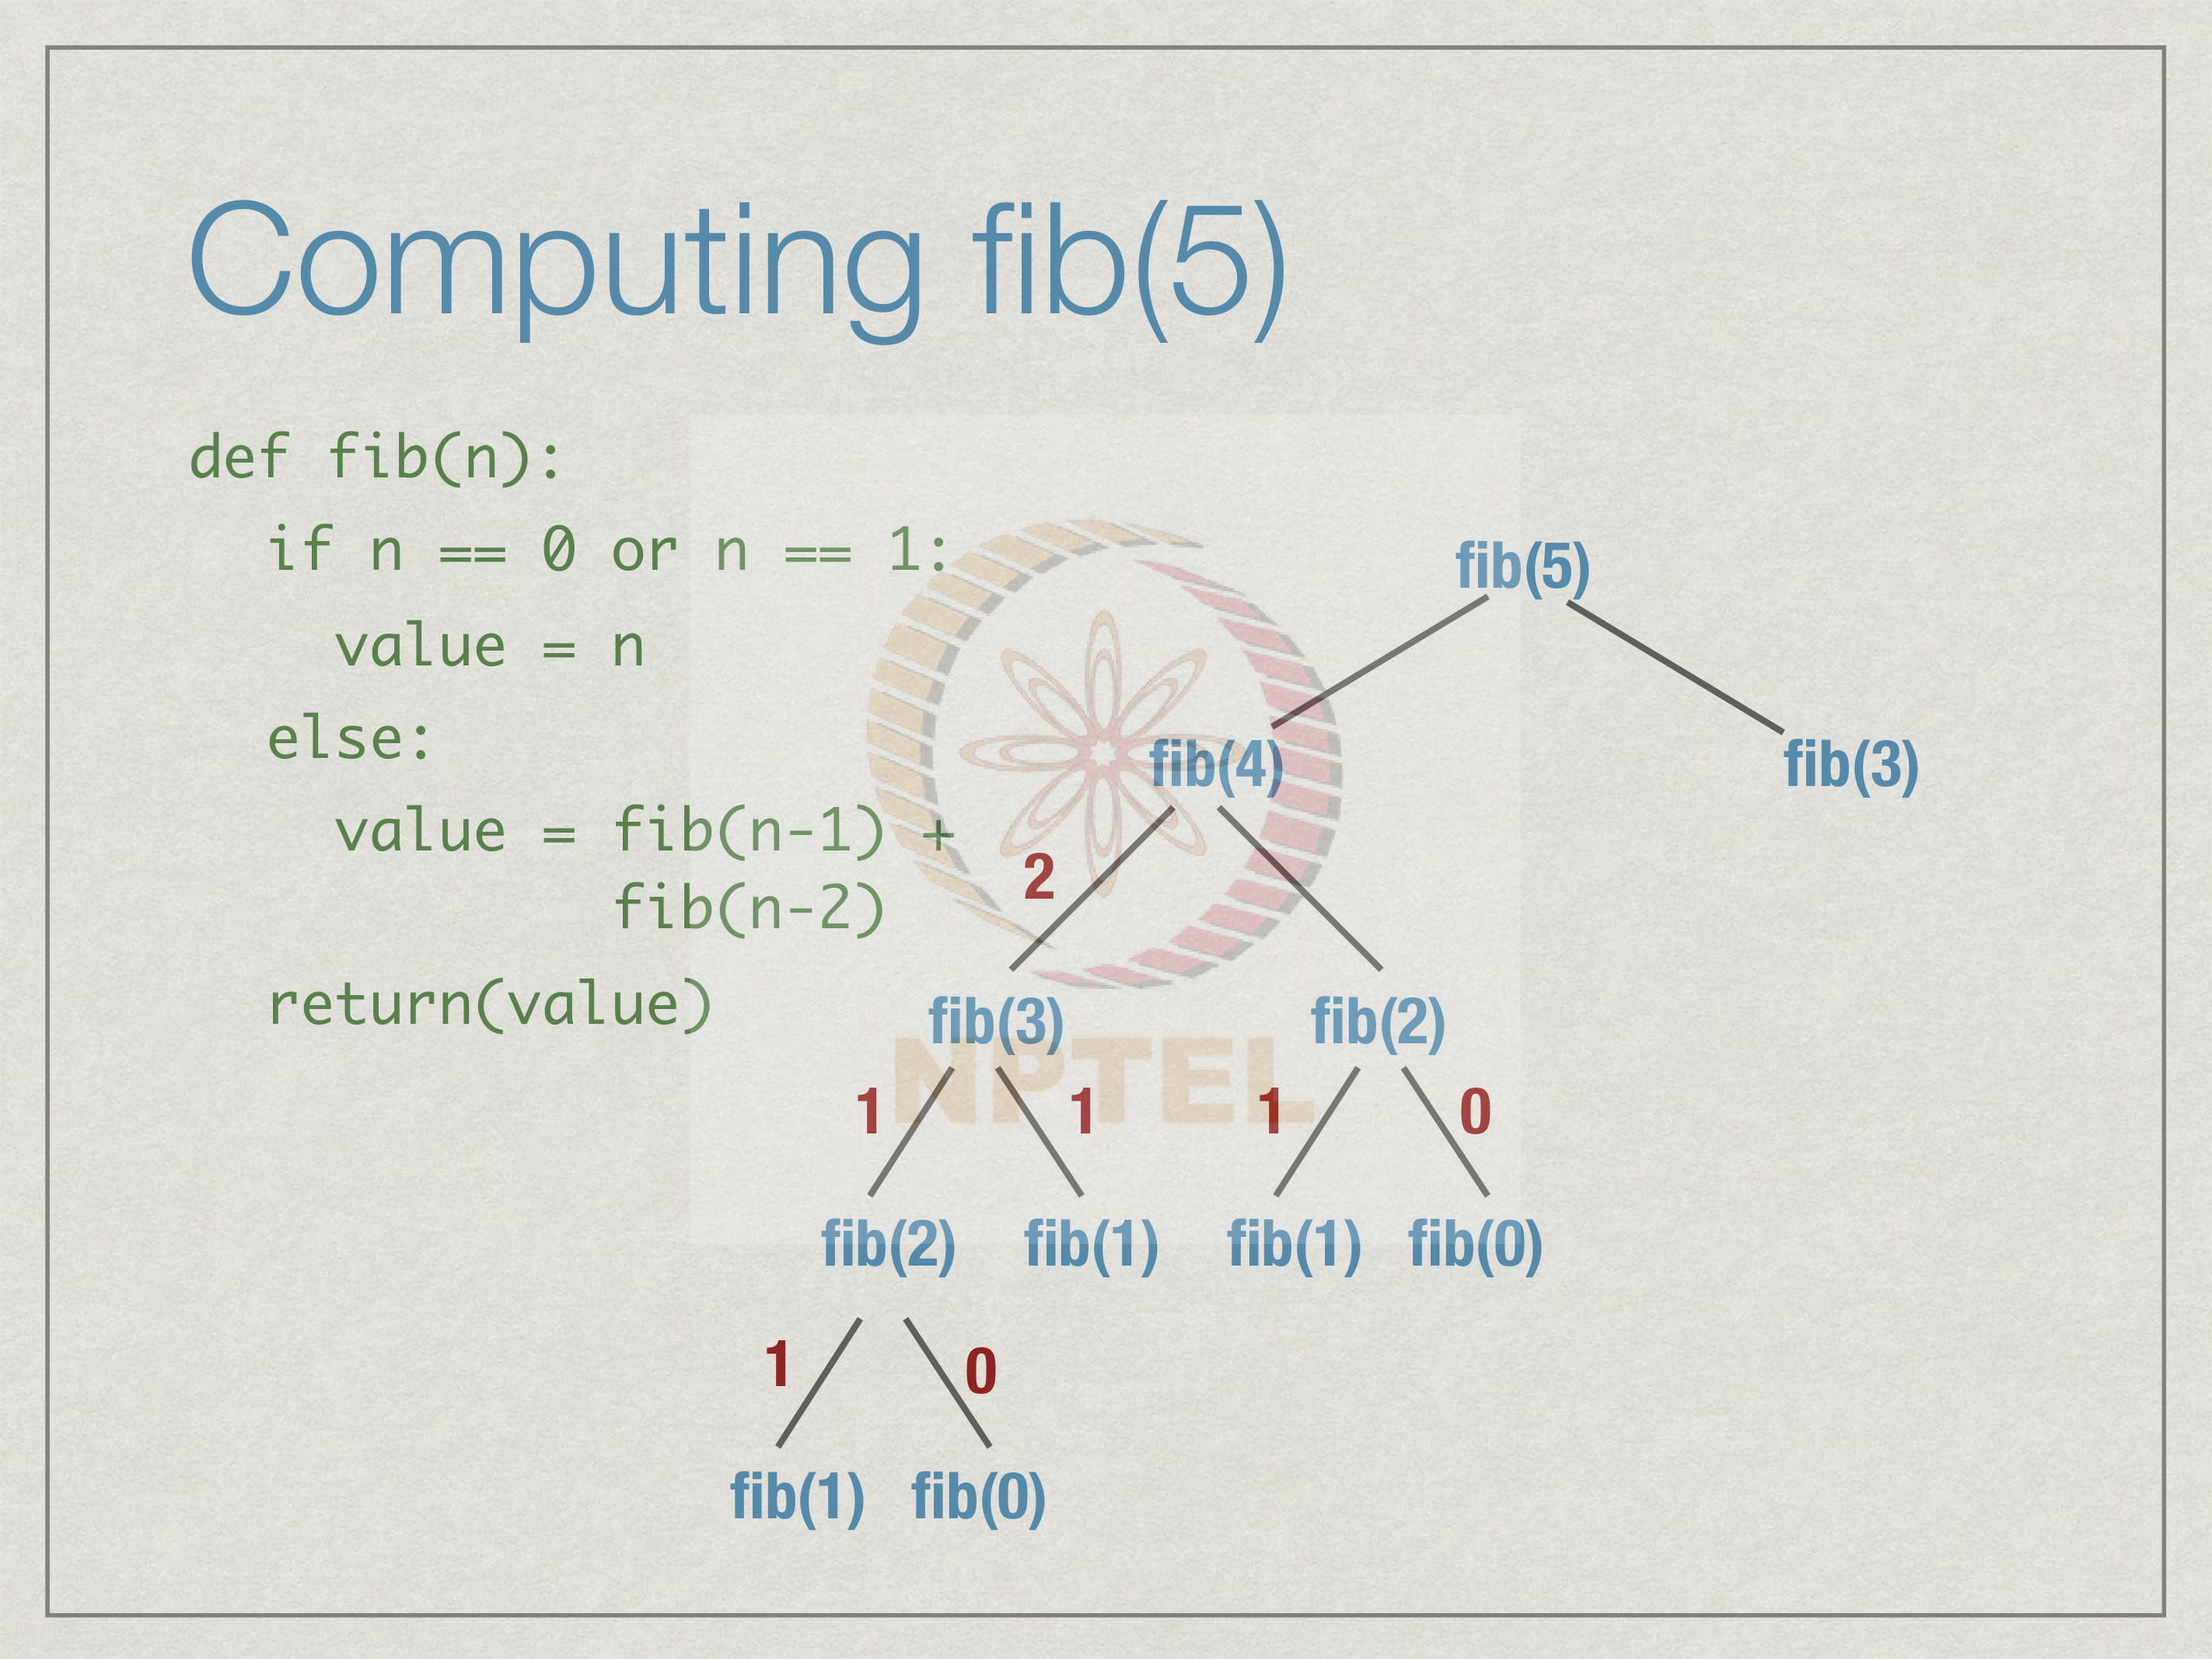 Computing fib(5)
def fib(n):
if n == 0 or n == 1:
value = n
else:
value = fib(n-1) +
fib(n-2)
return(value)
fib(5)
fib(4) fib(3)
2
fib(3) fib(2)
1 1 1 0
NPTEL
fib(2) fib(1) fib(1) fib(0)
1 0
fib(1) fib(0)